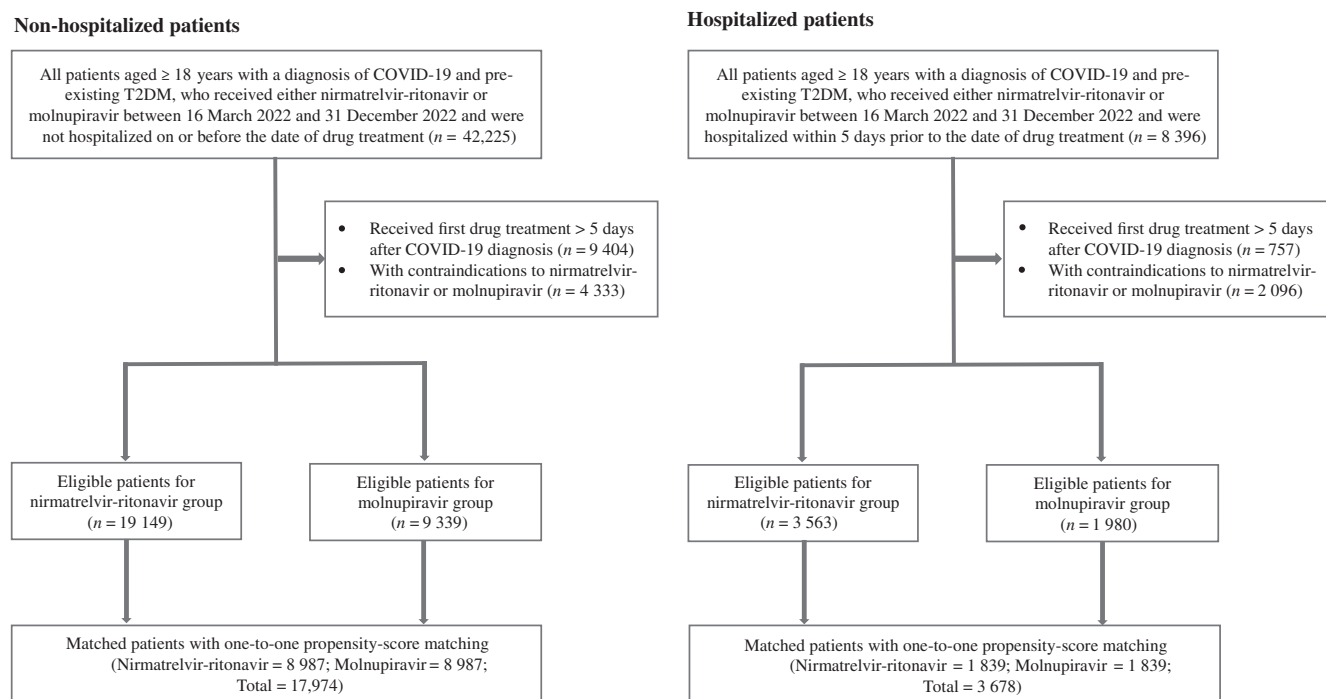 Non-hospitalized patients
All patients aged ≥ 18 years with a diagnosis of COVID-19 and pre-
existing T2DM, who received either nirmatrelvir-ritonavir or
molnupiravir between 16 March 2022 and 31 December 2022 and were
not hospitalized on or before the date of drug treatment (n = 42,225)
• Received first drug treatment > 5 days
after COVID-19 diagnosis (n = 9 404)
• With contraindications to nirmatrelvir-
ritonavir or molnupiravir (n = 4 333)
Eligible patients for
nirmatrelvir-ritonavir group
(n = 19 149)
Eligible patients for
molnupiravir group
(n = 9 339)
Matched patients with one-to-one propensity-score matching
(Nirmatrelvir-ritonavir = 8 987; Molnupiravir = 8 987;
Total = 17,974)
Hospitalized patients
All patients aged ≥ 18 years with a diagnosis of COVID-19 and pre-
existing T2DM, who received either nirmatrelvir-ritonavir or
molnupiravir between 16 March 2022 and 31 December 2022 and were
hospitalized within 5 days prior to the date of drug treatment (n = 8 396)
• Received first drug treatment > 5 days
after COVID-19 diagnosis (n = 757)
• With contraindications to nirmatrelvir-
ritonavir or molnupiravir (n = 2 096)
Eligible patients for
nirmatrelvir-ritonavir group
(n = 3 563)
Eligible patients for
molnupiravir group
(n = 1 980)
Matched patients with one-to-one propensity-score matching
(Nirmatrelvir-ritonavir = 1 839; Molnupiravir = 1 839;
Total = 3 678)